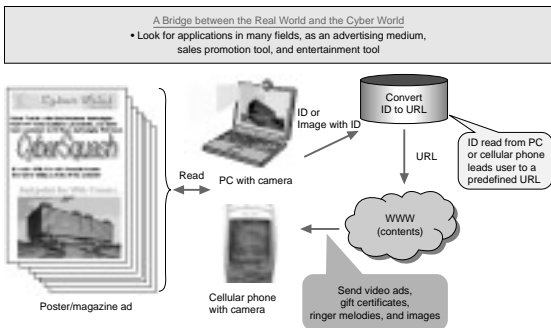 A Bridge between the Real World and the Cyber World
• Look for applications in many fields, as an advertising medium,
sales promotion tool, and entertainment tool
Cyber World
CyberSquash
Read
PC with camera
ID or
Image with ID
Convert
ID to URL
URL
ID read from PC
or cellular phone
leads user to a
predefined URL
WWW
(contents)
Send video ads,
gift certificates,
ringer melodies, and images
Cellular phone
with camera
Poster/magazine ad